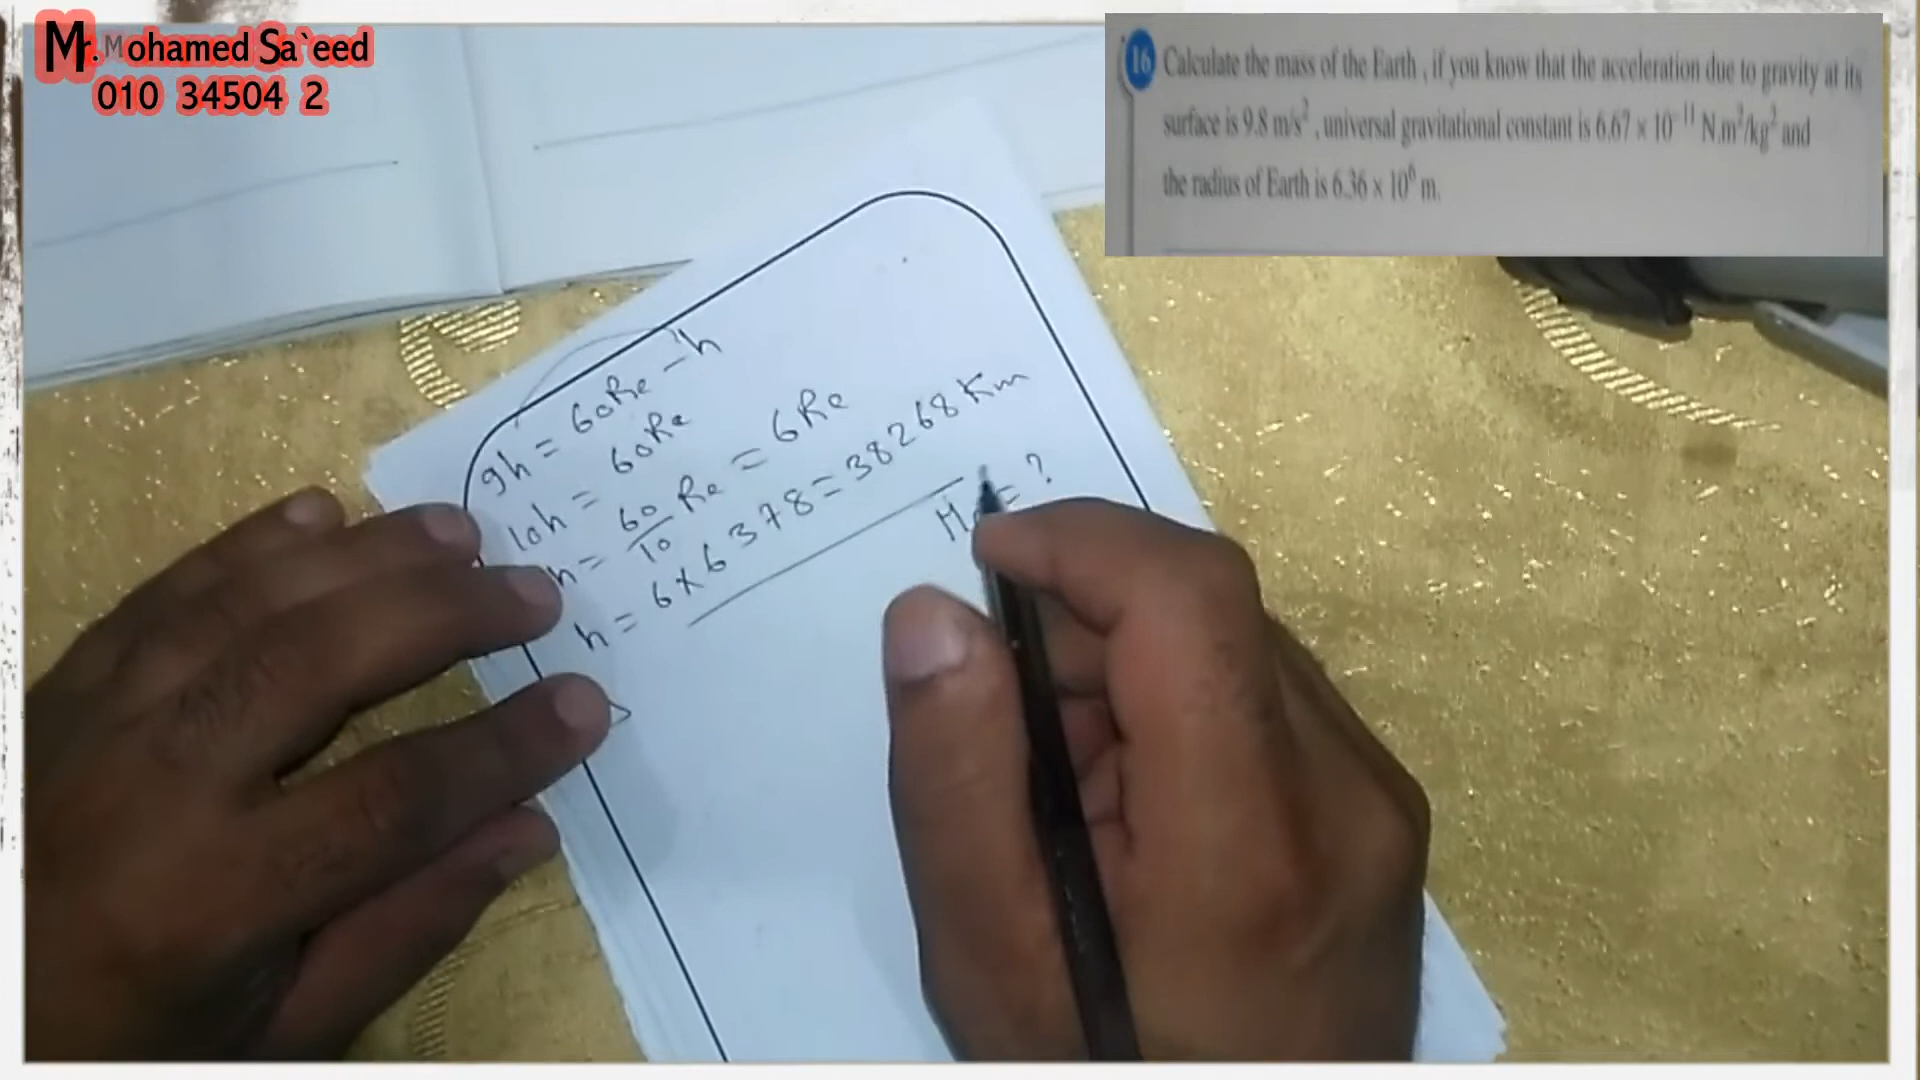 Mr. Mohamed Sa`eed
010 34504 2
16 Calculate the mass of the Earth , if you know that the acceleration due to gravity at its
surface is 9.8 m/s² , universal gravitational constant is 6.67 × 10⁻¹¹ N.m²/kg² and
the radius of Earth is 6.36 × 10⁶ m.
9h = 60Re - h
10h = 60Re
h = 60/10 Re = 6Re
h = 6 × 6378 = 38268 Km
= ?